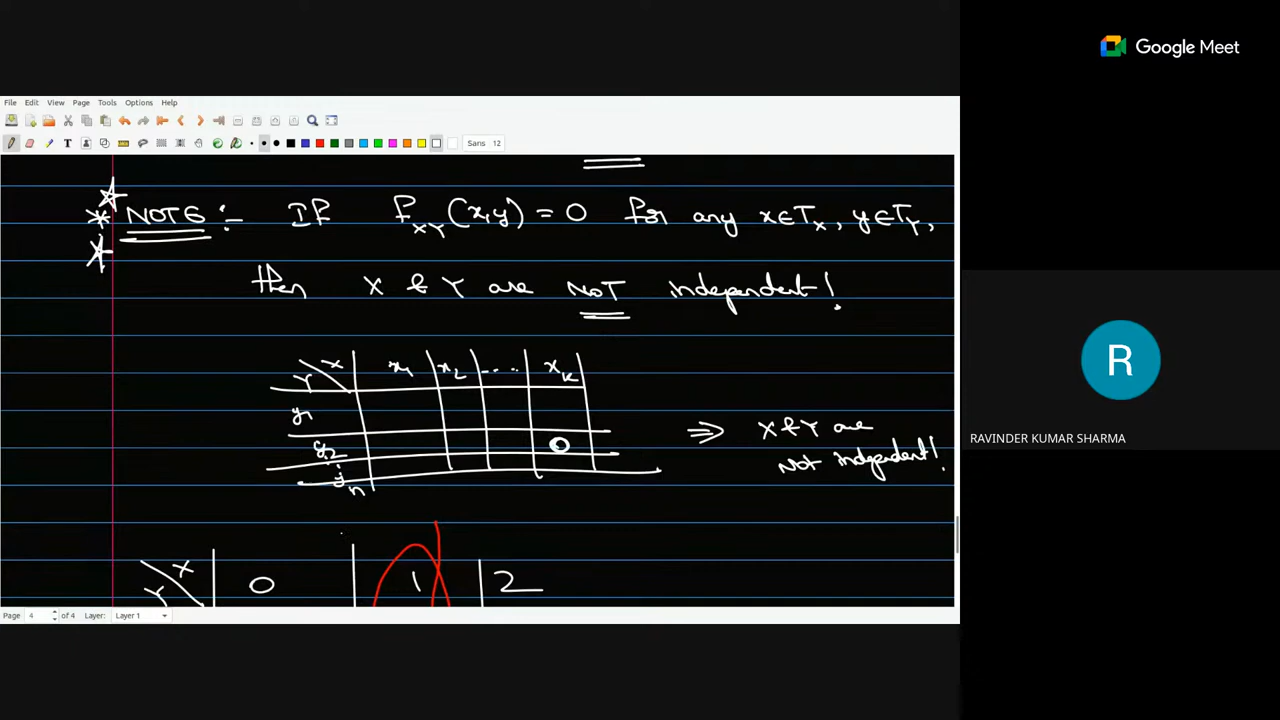 Google Meet
File Edit View Page Tools Options Help
Sans 12
NOTE :- If f_XY (x,y) = 0 for any x∈T_X, y∈T_Y,
then X & Y are NOT independent!
Y X x1 x2 .... xk
y1
y2 0 ⇒ X & Y are
Not independent!
yn
Y X 0 1 2
Page 4 of 4 Layer: Layer 1
R
RAVINDER KUMAR SHARMA